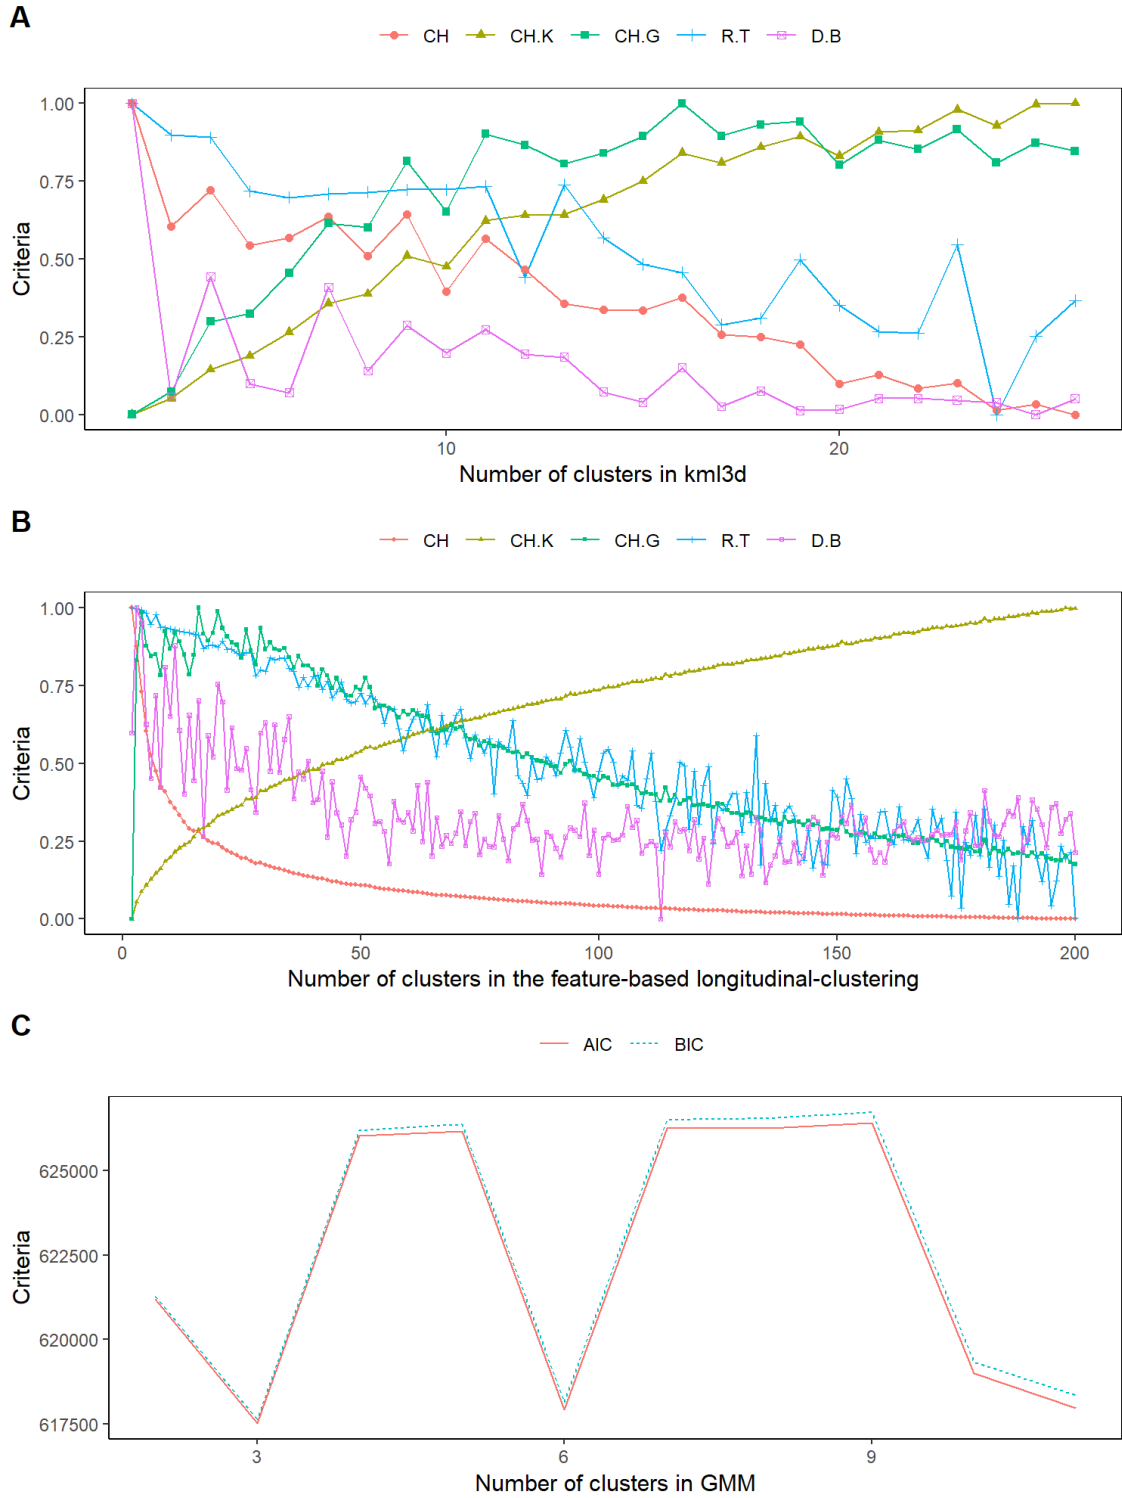 A
CH CH.K CH.G R.T D.B
1.00
0.75
0.50
0.25
0.00
Criteria
10 20
Number of clusters in kml3d
B
CH CH.K CH.G R.T D.B
1.00
0.75
0.50
0.25
0.00
Criteria
0 50 100 150 200
Number of clusters in the feature-based longitudinal-clustering
C
AIC BIC
625000
622500
620000
617500
Criteria
3 6 9
Number of clusters in GMM